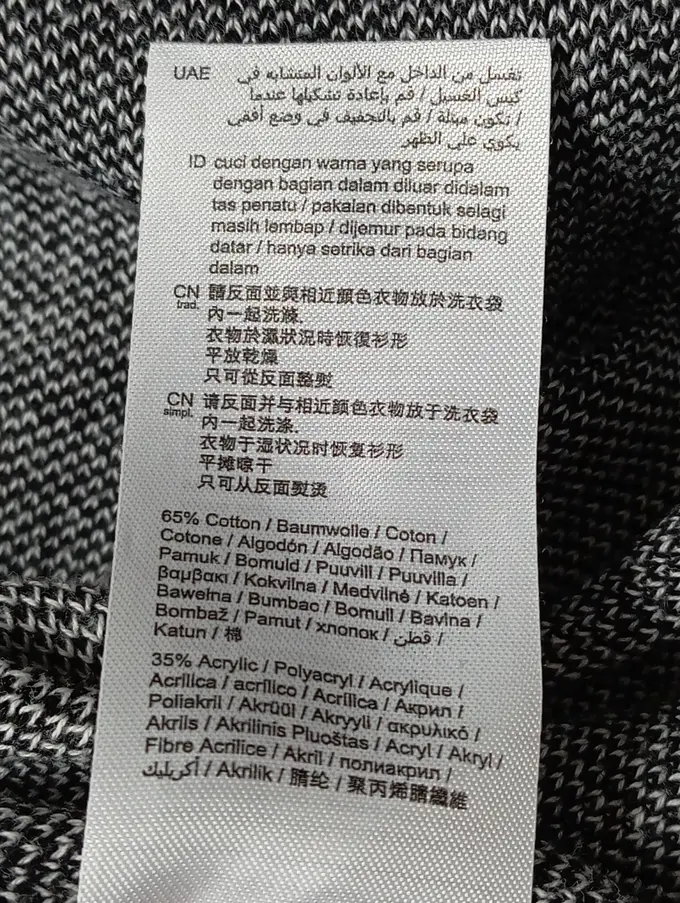 UAE تغسل من الداخل مع الألوان المتشابه في
كيس الغسيل / قم بإعادة تشكيلها عندما
تكون مبتلة / قم بالتجفيف في وضع أفقي /
يكوي على الظهر
ID cuci dengan warna yang serupa
dengan bagian dalam diluar didalam
tas penatu / pakaian dibentuk selagi
masih lembap / dijemur pada bidang
datar / hanya setrika dari bagian
dalam
CN trad. 請反面並與相近顏色衣物放於洗衣袋
內一起洗滌.
衣物於濕狀況時恢復衫形
平放乾燥
只可從反面整熨
CN simpl. 请反面并与相近颜色衣物放于洗衣袋
内一起洗涤.
衣物于湿状况时恢复衫形
平摊晾干
只可从反面熨烫
65% Cotton / Baumwolle / Coton /
Cotone / Algodón / Algodão / Памук /
Pamuk / Bomuld / Puuvill / Puuvilla /
βαμβακι / Kokvilna / Medvilnė / Katoen /
Bawełna / Bumbac / Bomull / Bavlna /
Bombaž / Pamut / хлопок / قطن /
Katun / 棉
35% Acrylic / Polyacryl / Acrylique /
Acrilica / acrílico / Acrílica / Акрил /
Poliakril / Akrüül / Akryyli / ακρυλικό /
Akrils / Akrilinis Pluoštas / Acryl / Akryl /
Fibre Acrilice / Akril / полиакрил /
أكريليك / Akrilik / 腈纶 / 聚丙烯腈纖維